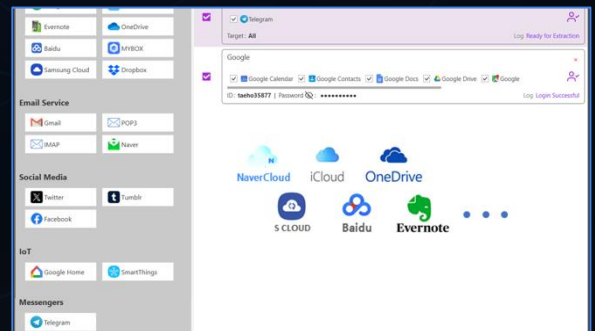 Evernote
OneDrive
Baidu
MYBOX
Samsung Cloud
Dropbox
Email Service
Gmail
POP3
IMAP
Naver
Social Media
Twitter
Tumblr
Facebook
IoT
Google Home
SmartThings
Messengers
Telegram
Telegram
Target : All
Log Ready for Extraction
Google
Google Calendar Google Contacts Google Docs Google Drive Google
ID : taeho35877 | Password : ••••••••••
Log Login Successful
N
NaverCloud iCloud OneDrive
S CLOUD Baidu Evernote